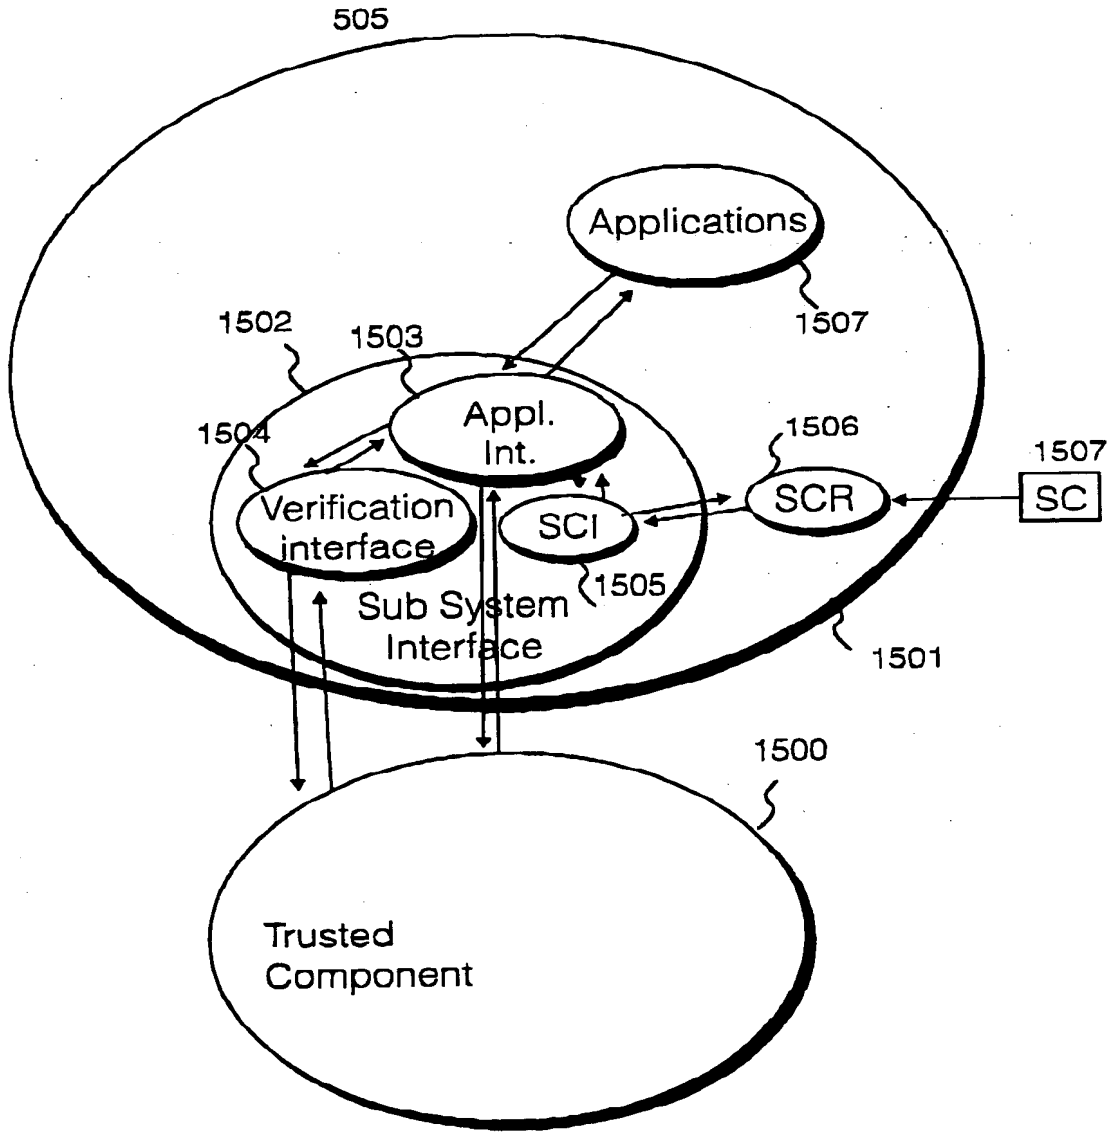 505
Applications
1507
1502
1503
Appl.
Int.
1504
1506
1507
SC
SCR
Verification
interface
SCI
1505
Sub System
Interface
1501
1500
Trusted
Component